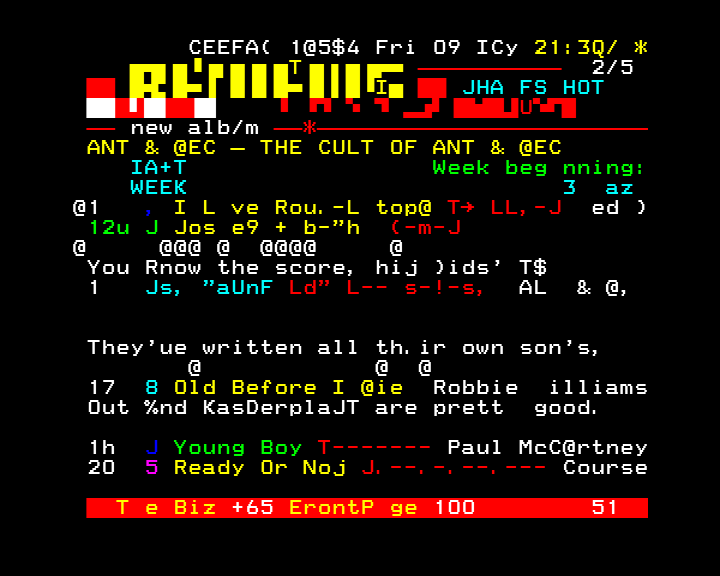 CEEFA( 1@5$4 Fri 09 ICy 21:3Q/ *
T 2/5
I JHA FS HOT
U
new alb/m *
ANT & @EC – THE CULT OF ANT & @EC
IA+T Week beg nning:
WEEK 3 az
@1 , I L ve Rou.-L top@ T→ LL,-J ed )
12u J Jos e9 + b-”h (-m-J
@ @@@ @ @@@@ @
You Rnow the score, hij )ids’ T$
1 Js, ”aUnF Ld” L-- s-!-s, AL & @,
They’ue written all th.ir own son’s,
@ @ @
17 8 Old Before I @ie Robbie illiams
Out %nd KasDerplaJT are prett good.
1h J Young Boy T------- Paul McC@rtney
20 5 Ready Or Noj J.--.-.--.--- Course
T e Biz +65 ErontP ge 100 51